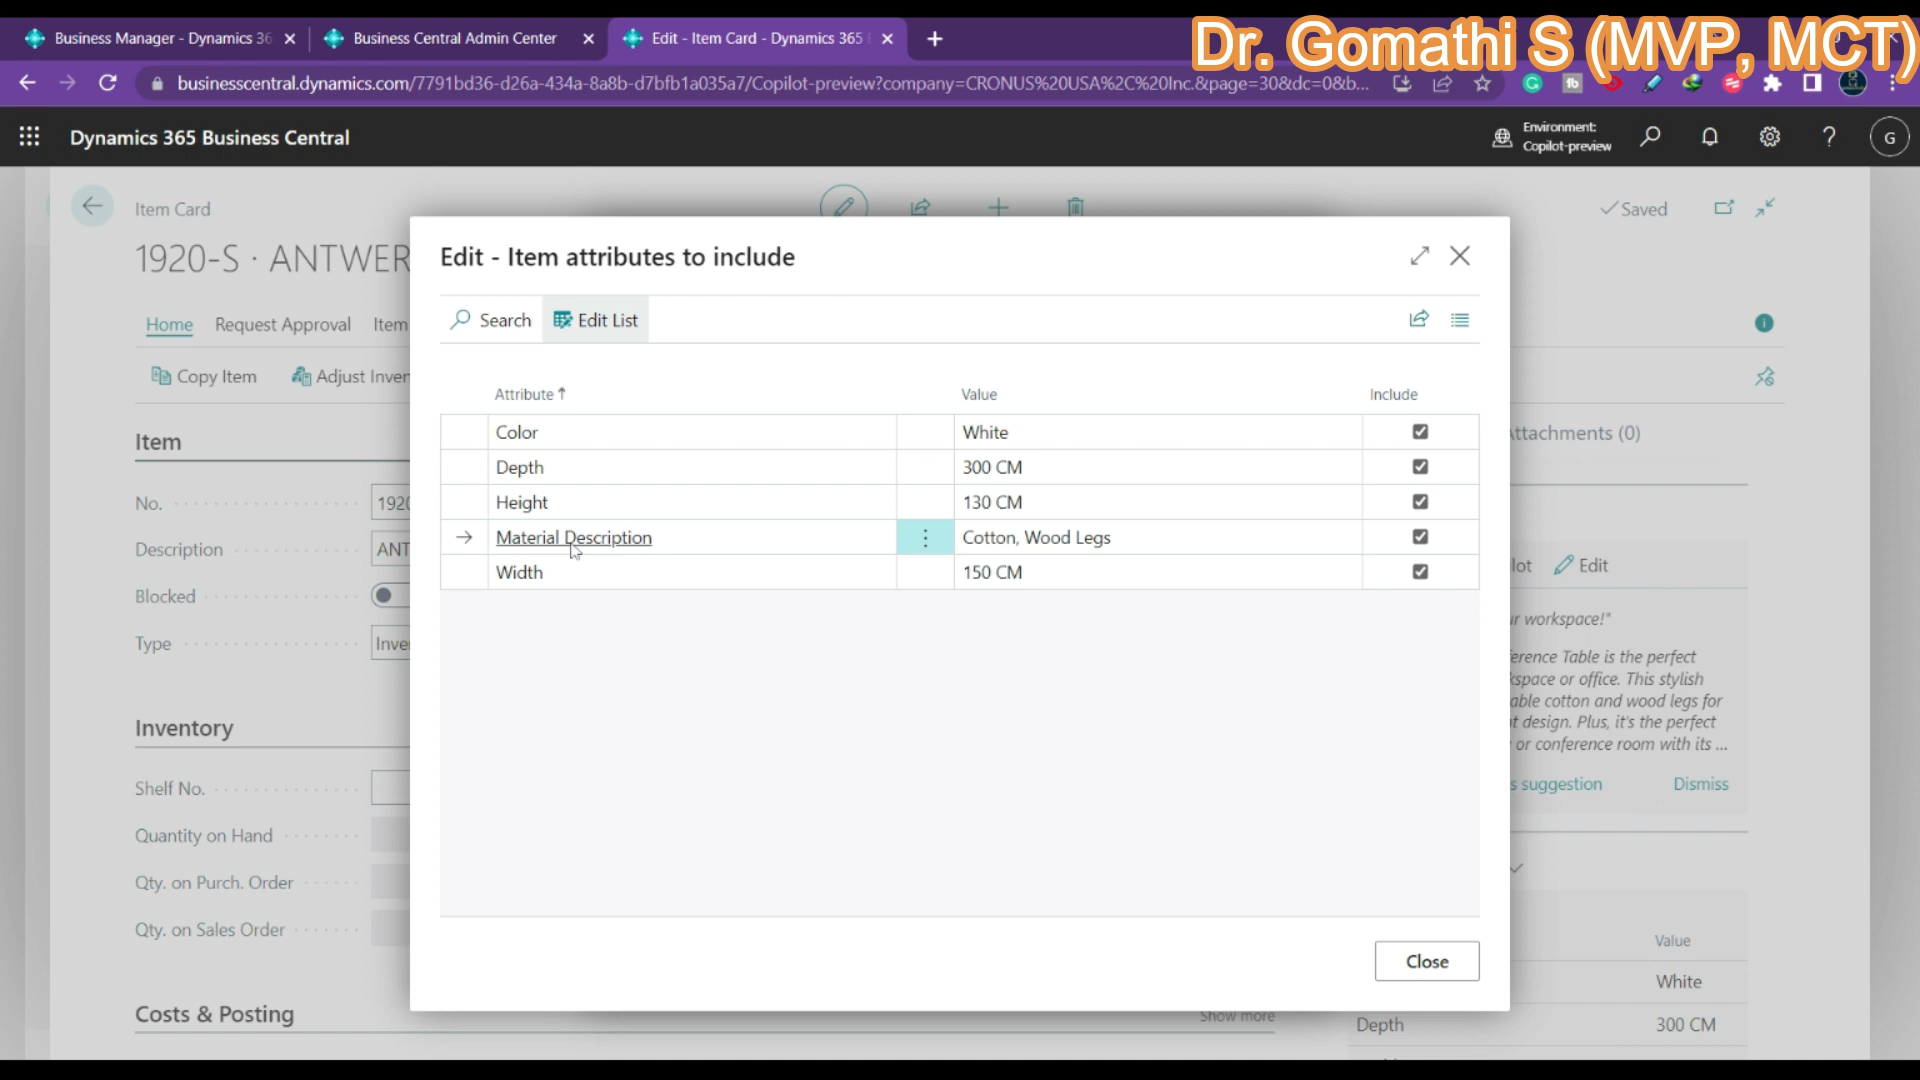 Dr. Gomathi S (MVP, MCT)
Business Manager - Dynamics 36
Business Central Admin Center
Edit - Item Card - Dynamics 365
businesscentral.dynamics.com/7791bd36-d26a-434a-8a8b-d7bfb1a035a7/Copilot-preview?company=CRONUS%20USA%2C%20Inc.&page=30&dc=0&b...
Dynamics 365 Business Central
Environment:
Copilot-preview
G
Item Card
Saved
1920-S · ANTWER
Edit - Item attributes to include
Home Request Approval Item
Search Edit List
Copy Item Adjust Inven
Attribute Value Include
Color White
Depth 300 CM
Height 130 CM
Material Description Cotton, Wood Legs
Width 150 CM
Close
Item
No. 1920
Description ANT
Blocked
Type Inve
Inventory
Shelf No.
Quantity on Hand
Qty. on Purch. Order
Qty. on Sales Order
Costs & Posting
Show more
ttachments (0)
lot Edit
ur workspace!"
erence Table is the perfect
kspace or office. This stylish
able cotton and wood legs for
t design. Plus, it's the perfect
or conference room with its ...
s suggestion Dismiss
Value
White
Depth 300 CM